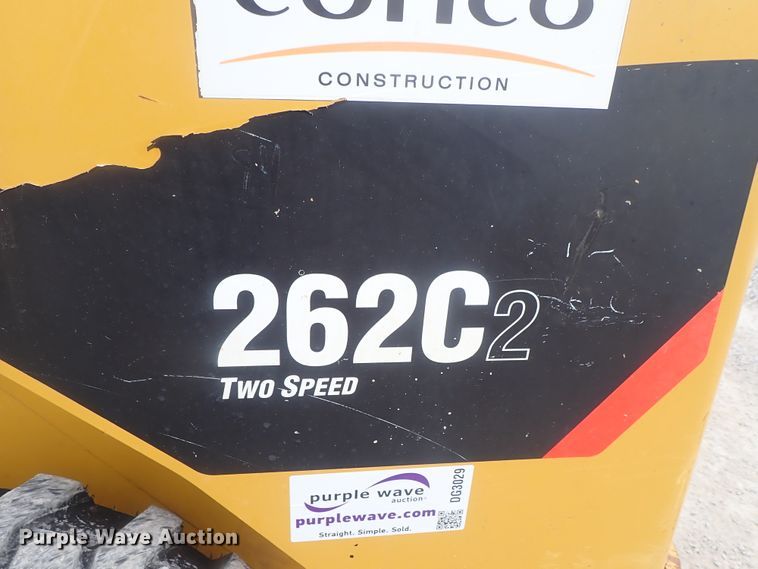 CONSTRUCTION
262C2
TWO SPEED
purple wave
auction
purplewave.com
Straight. Simple. Sold.
DG3029
Purple Wave Auction